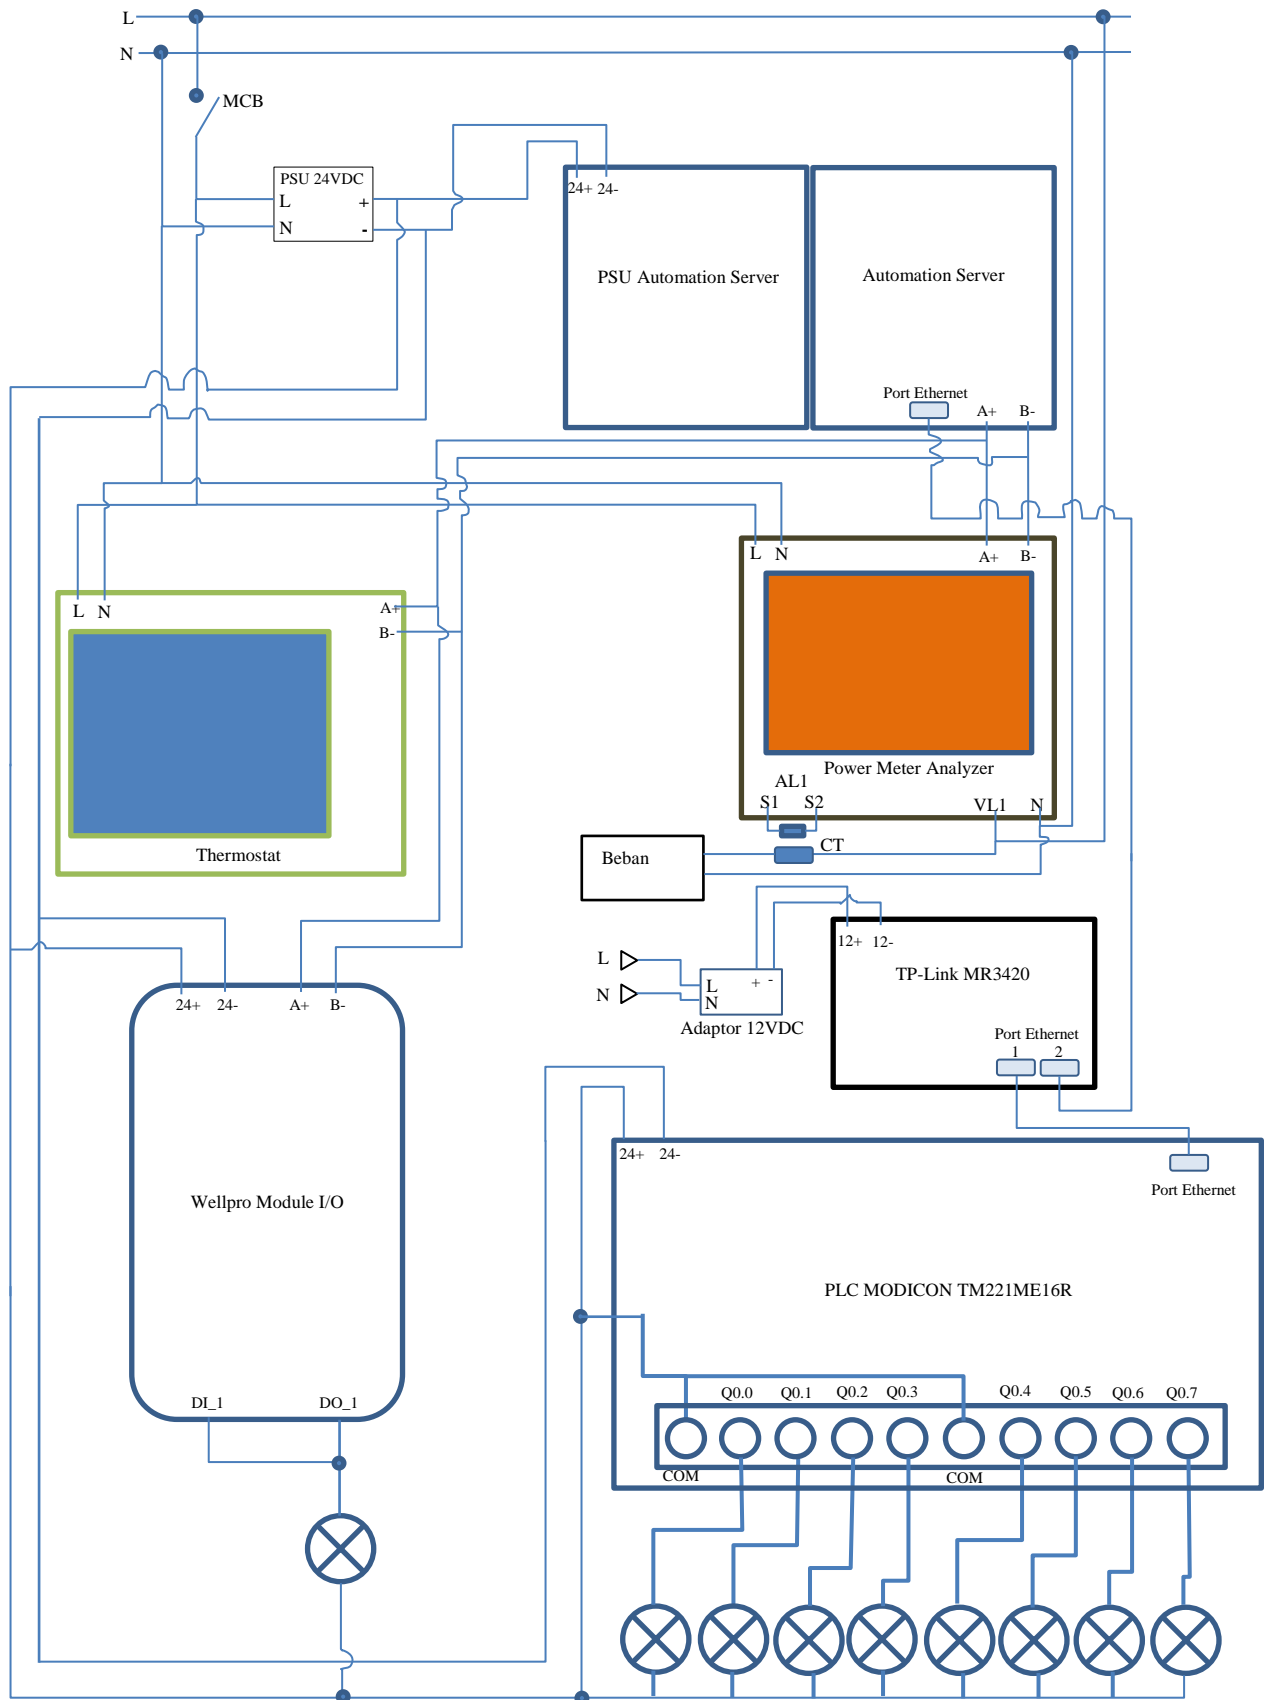 L
N
MCB
PSU 24VDC
L +
N -
24+ 24-
PSU Automation Server
Automation Server
Port Ethernet
A+ B-
L N
A+ B-
L N
A+
B-
Power Meter Analyzer
AL1
S1 S2
VL1 N
Thermostat
Beban
CT
12+ 12-
L
N
+ -
L
N
Adaptor 12VDC
TP-Link MR3420
Port Ethernet
1 2
24+ 24- A+ B-
Wellpro Module I/O
DI_1 DO_1
24+ 24-
Port Ethernet
PLC MODICON TM221ME16R
Q0.0 Q0.1 Q0.2 Q0.3 Q0.4 Q0.5 Q0.6 Q0.7
COM COM